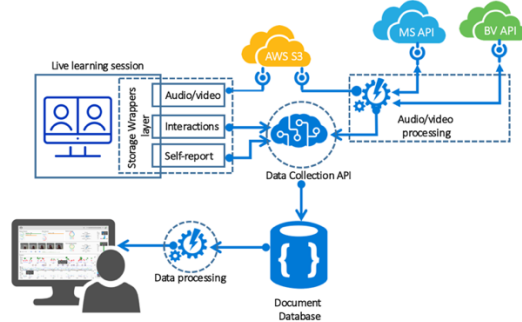 MS API
BV API
AWS S3
Live learning session
Storage Wrappers
layer
Audio/video
Interactions
Self-report
Audio/video
processing
Data Collection API
Data processing
Document
Database